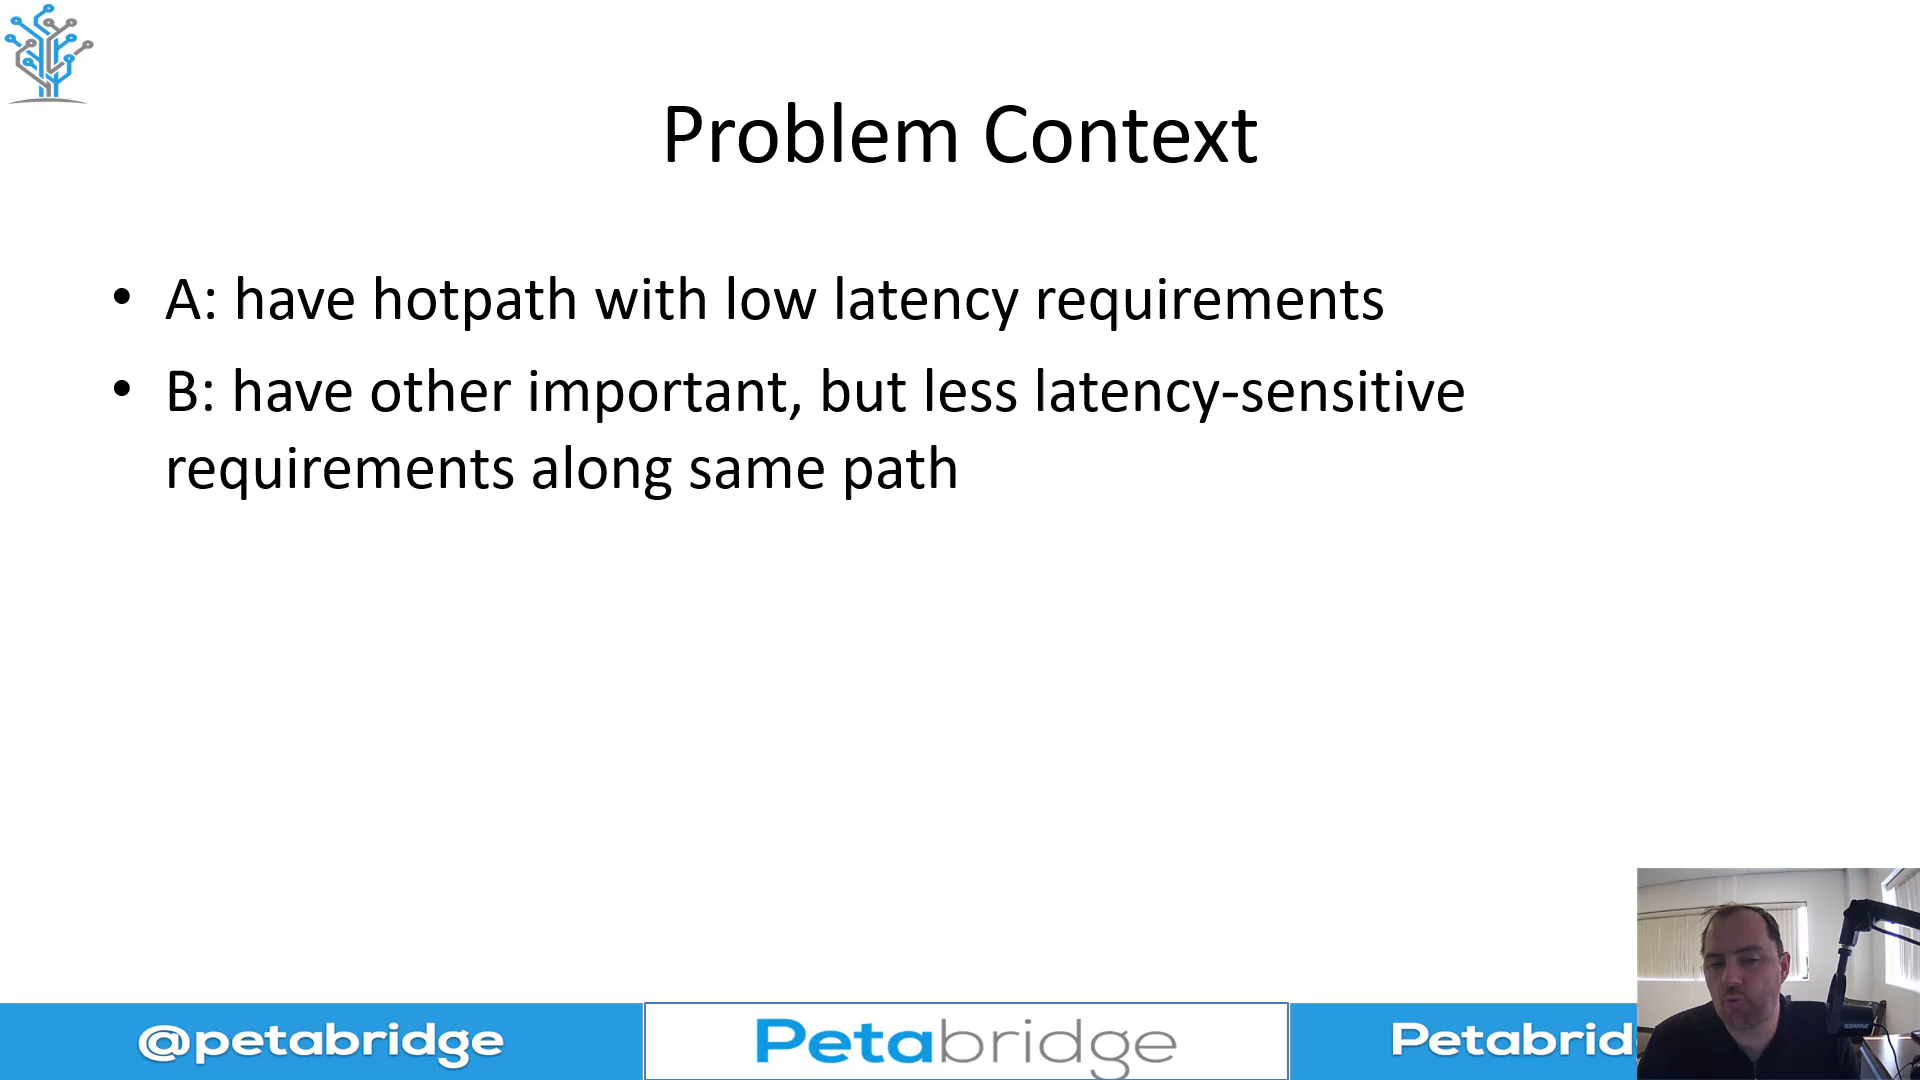 Problem Context
• A: have hotpath with low latency requirements
• B: have other important, but less latency-sensitive
requirements along same path
@petabridge
Petabridge
Petabrid